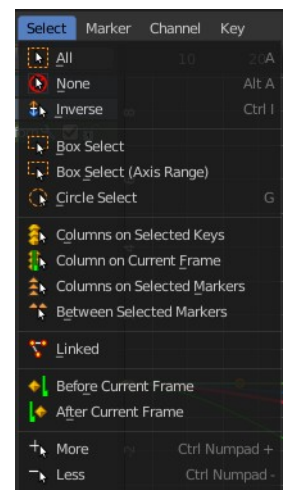 Select Marker Channel Key
All A
None Alt A
Inverse Ctrl I
Box Select
Box Select (Axis Range)
Circle Select G
Columns on Selected Keys
Column on Current Frame
Columns on Selected Markers
Between Selected Markers
Linked
Before Current Frame
After Current Frame
More Ctrl Numpad +
Less Ctrl Numpad -